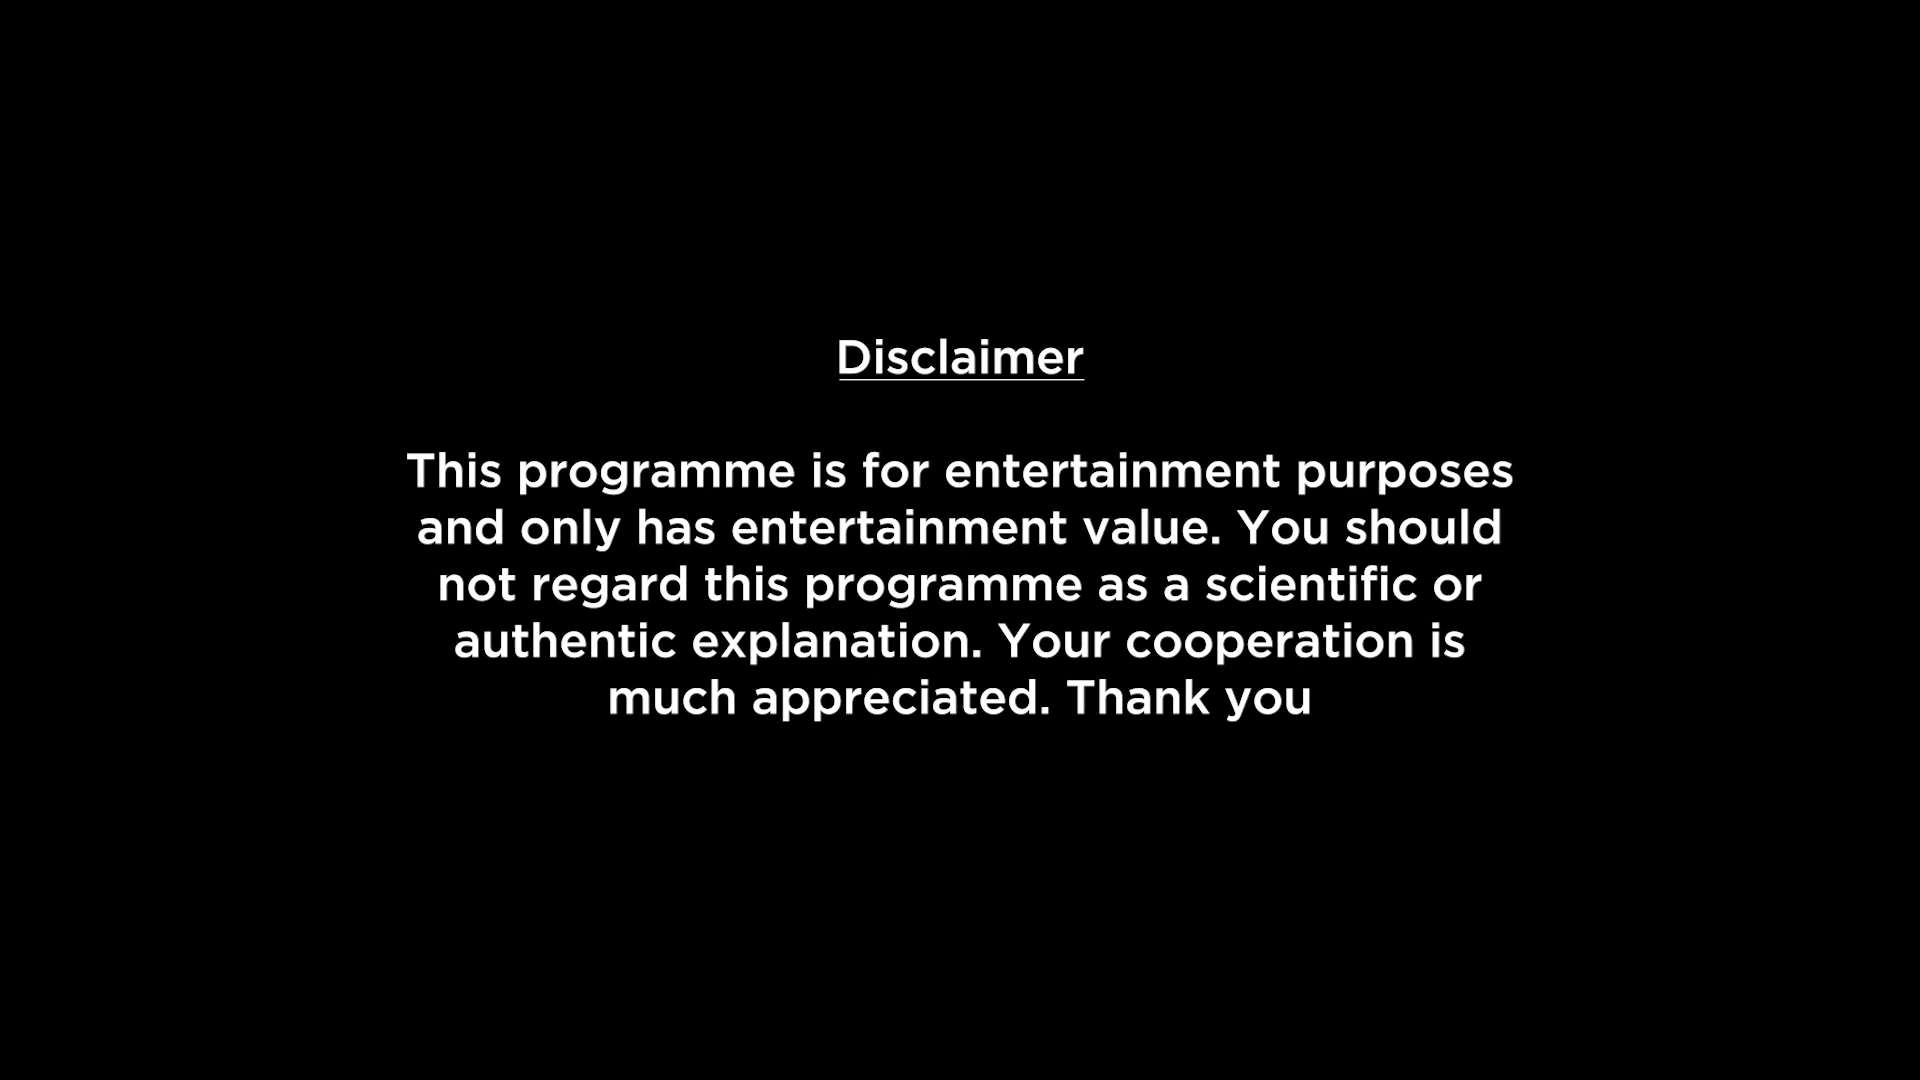 Disclaimer
This programme is for entertainment purposes
and only has entertainment value. You should
not regard this programme as a scientific or
authentic explanation. Your cooperation is
much appreciated. Thank you